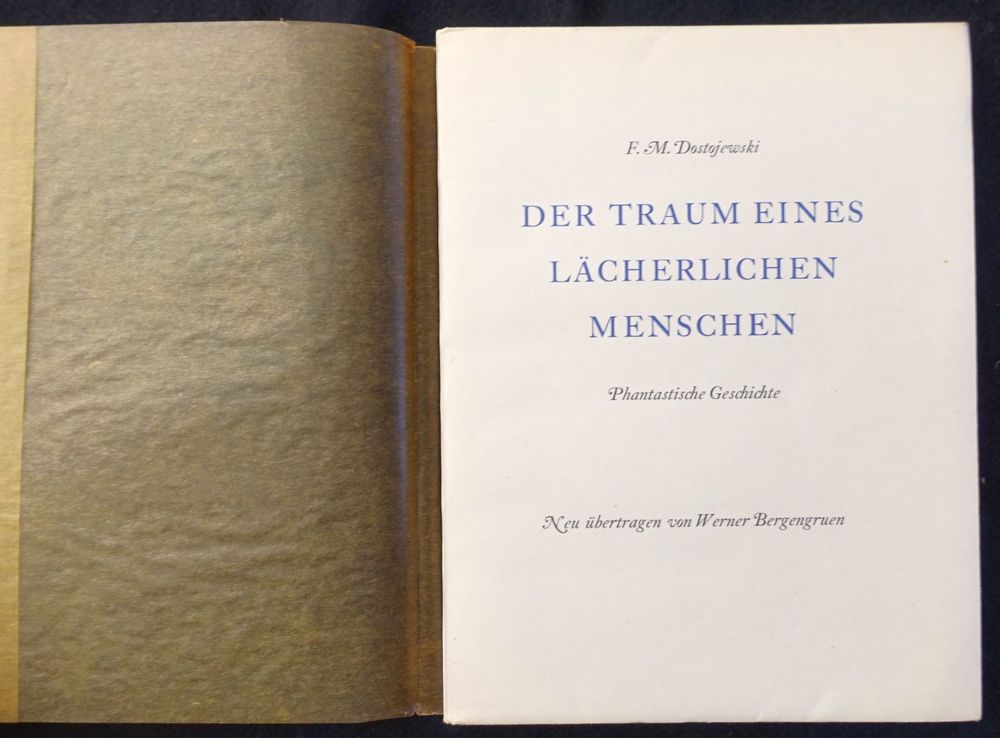 F. M. Dostojewski
DER TRAUM EINES
LÄCHERLICHEN
MENSCHEN
Phantastische Geschichte
Neu übertragen von Werner Bergengruen